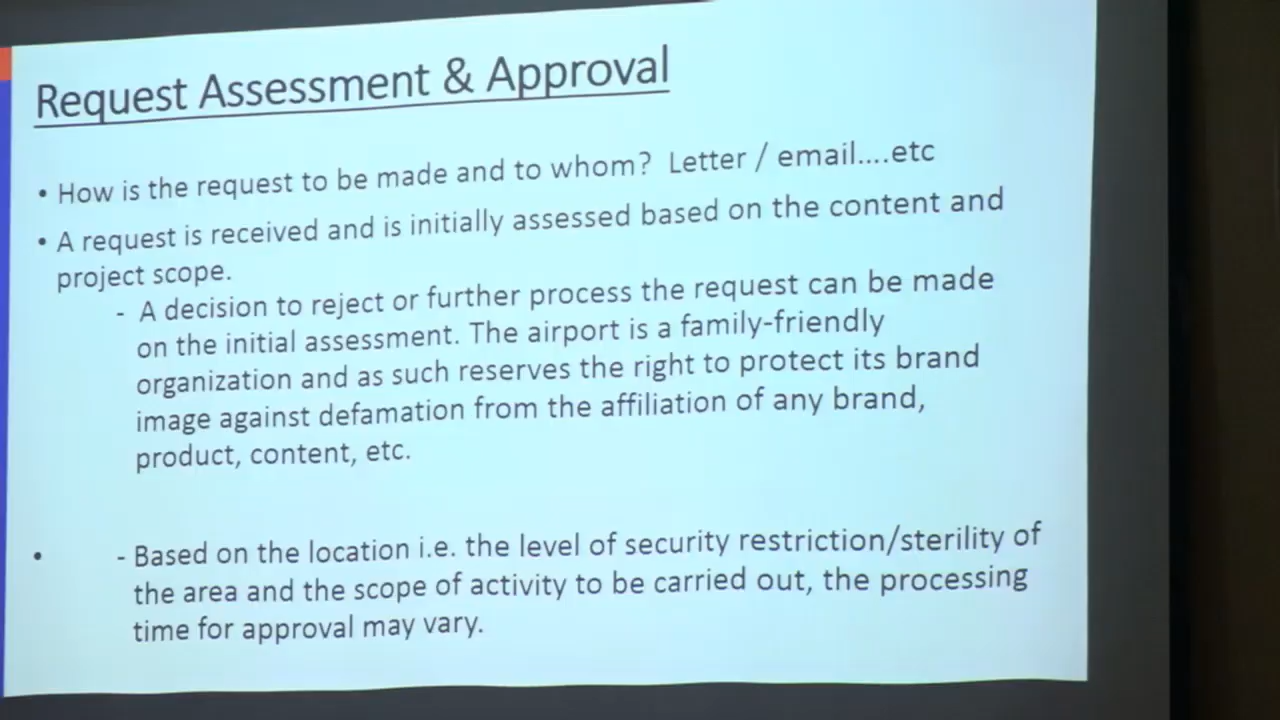 Request Assessment & Approval
• How is the request to be made and to whom? Letter / email....etc
• A request is received and is initially assessed based on the content and
project scope.
- A decision to reject or further process the request can be made
on the initial assessment. The airport is a family-friendly
organization and as such reserves the right to protect its brand
image against defamation from the affiliation of any brand,
product, content, etc.
• - Based on the location i.e. the level of security restriction/sterility of
the area and the scope of activity to be carried out, the processing
time for approval may vary.